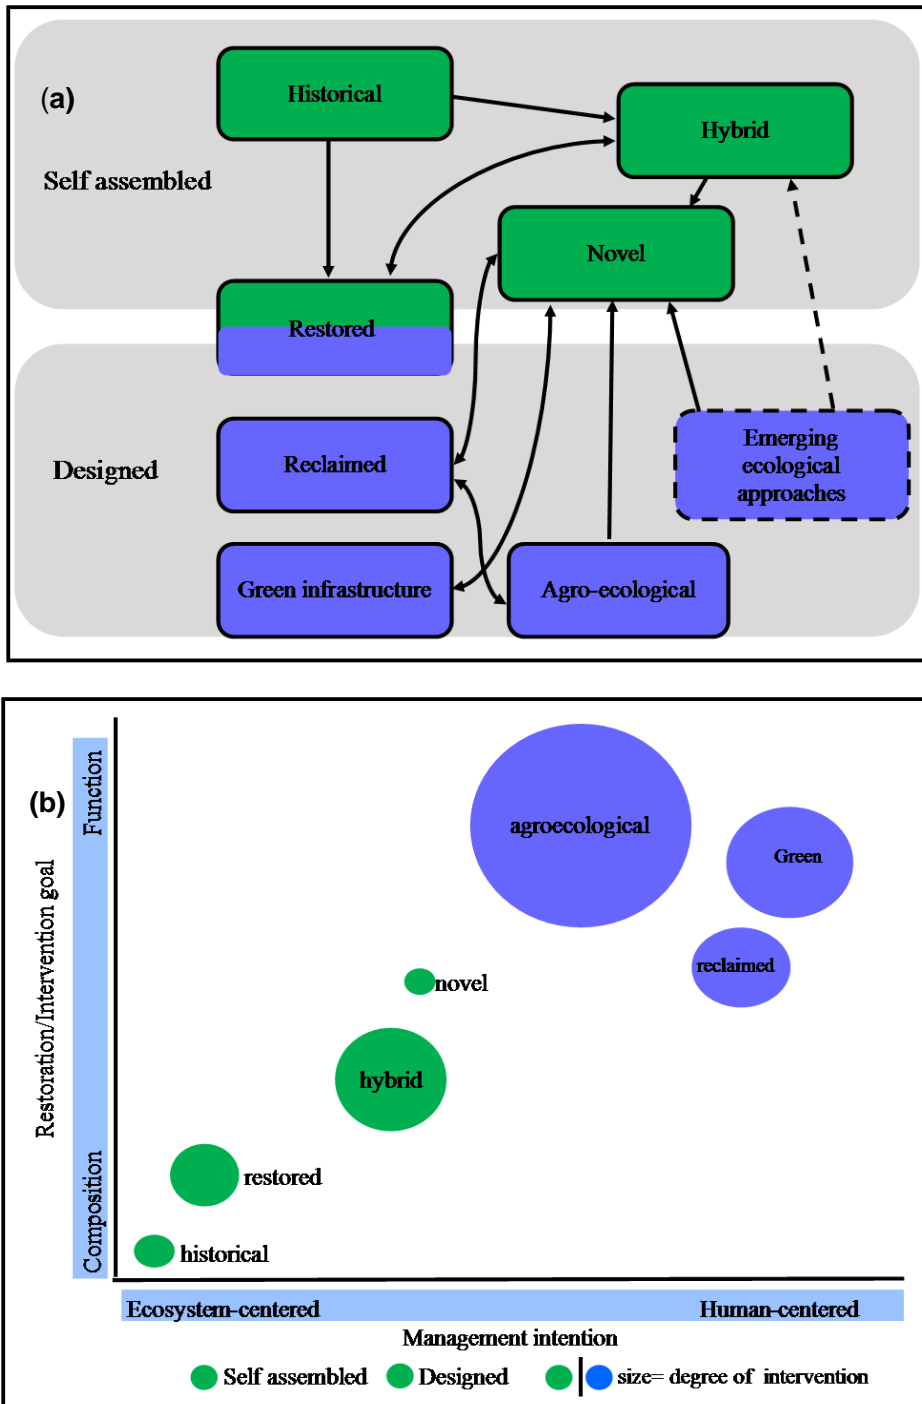 (a)
Historical
Hybrid
Self assembled
Novel
Restored
Reclaimed
Designed
Emerging
ecological
approaches
Green infrastructure
Agro-ecological
(b)
Function
Restoration/Intervention goal
Composition
agroecological
Green
reclaimed
novel
hybrid
restored
historical
Ecosystem-centered
Human-centered
Management intention
Self assembled
Designed
size= degree of intervention